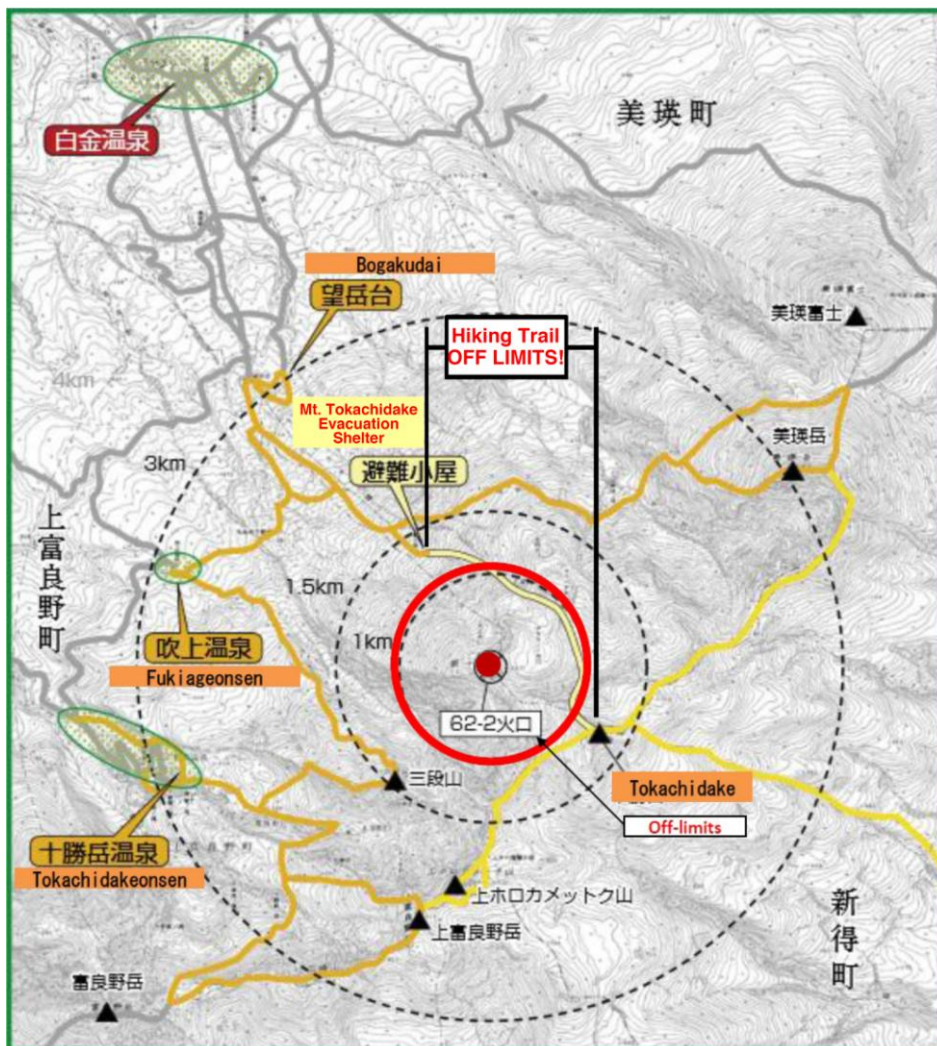 白金温泉
美瑛町
Bogakudai
望岳台
Hiking Trail
OFF LIMITS!
美瑛富士
4km
Mt. Tokachidake
Evacuation
Shelter
美瑛岳
3km
避難小屋
上富良野町
1.5km
吹上温泉
Fukiageonsen
1km
62-2火口
三段山
Tokachidake
Off-limits
十勝岳温泉
Tokachidakeonsen
上ホロカメットク山
上富良野岳
新得町
富良野岳